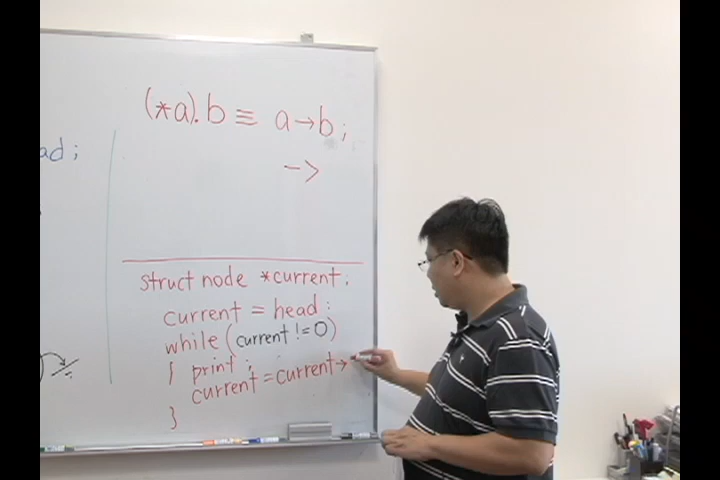 (*a).b ≡ a→b;
->
ad;
struct node *current;
current = head;
while (current != 0)
{ print ;
current = current→
}